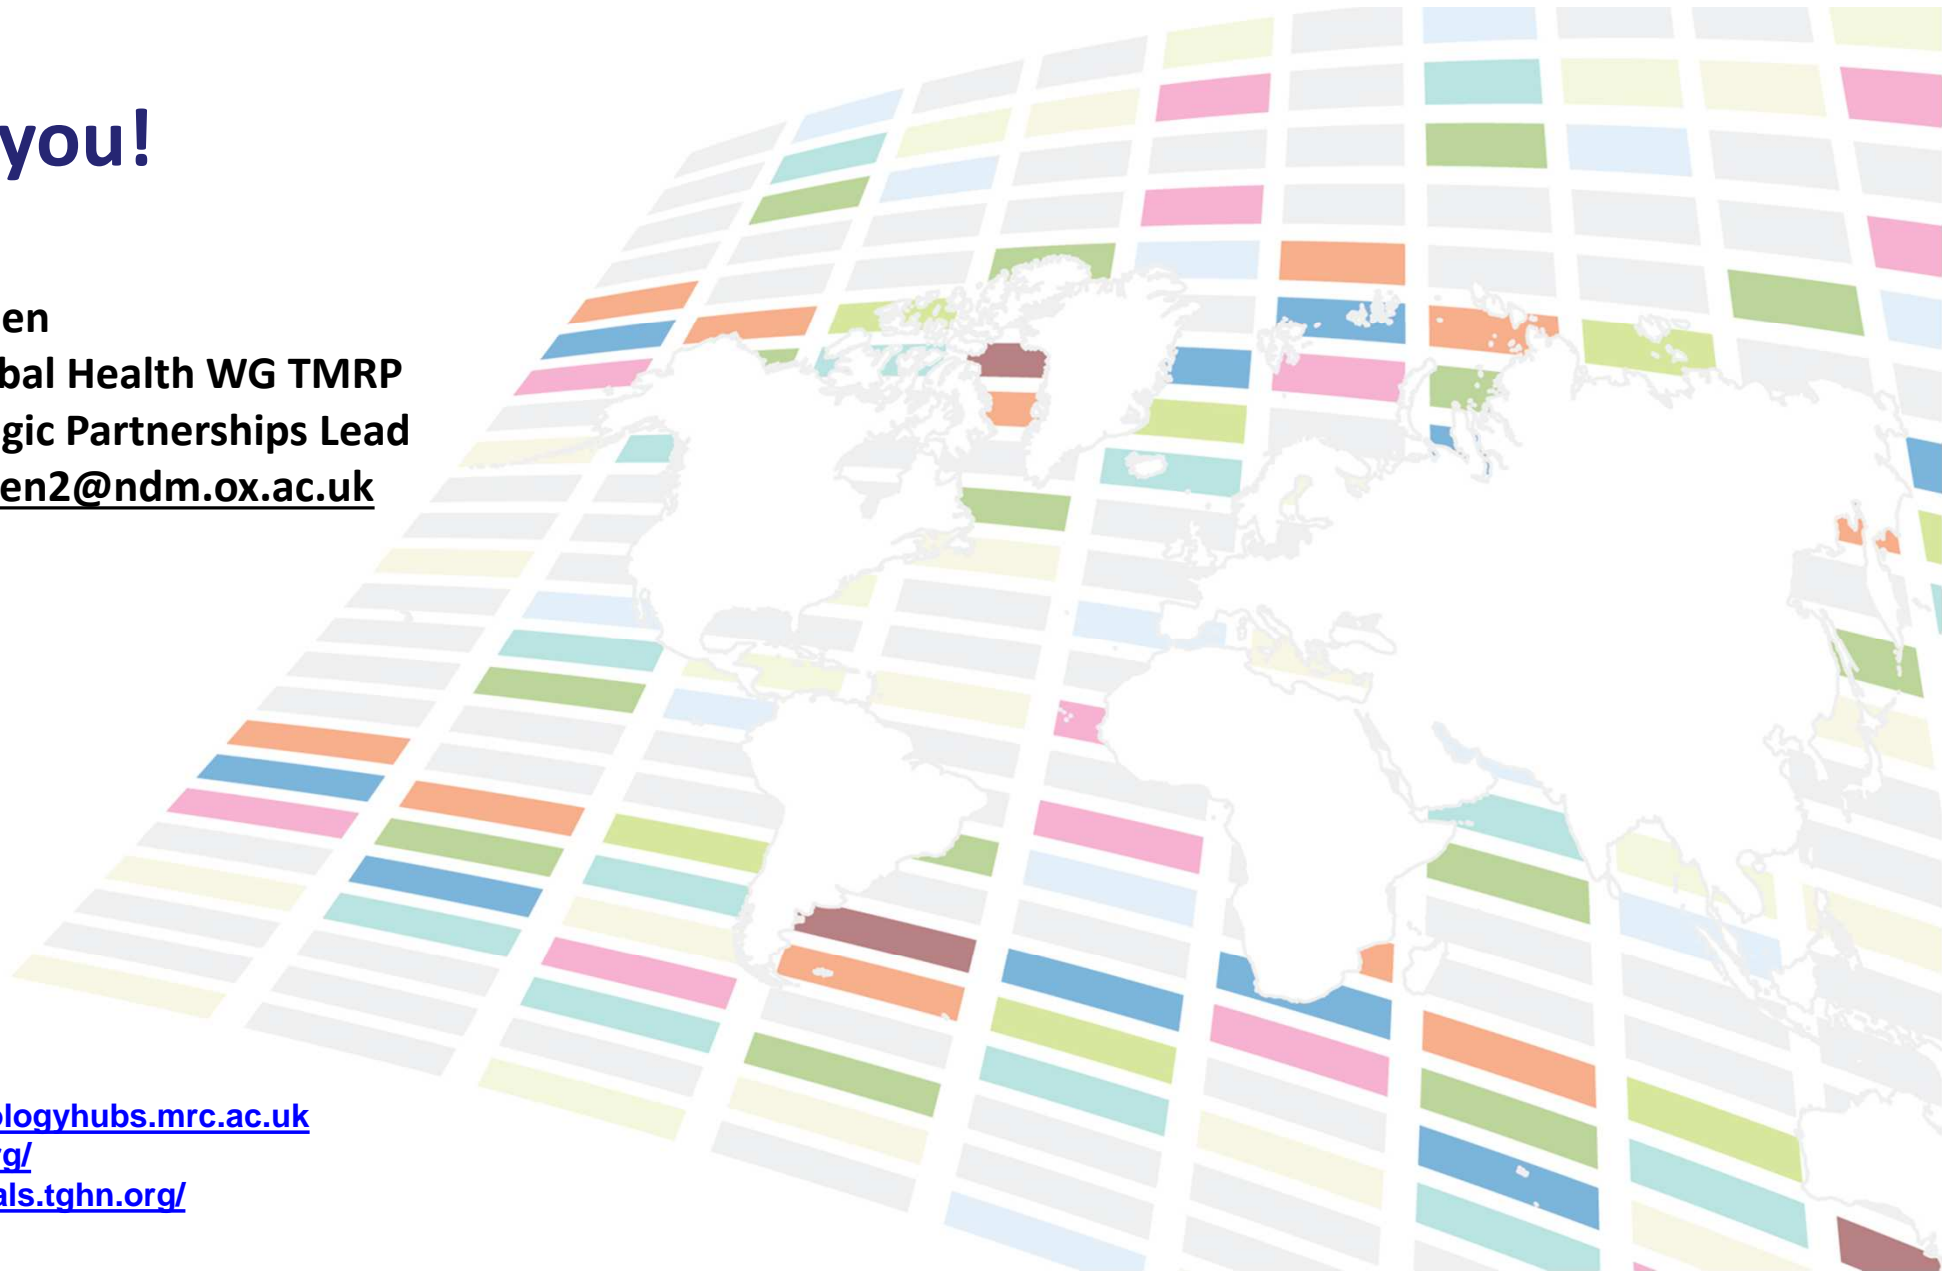 you!
en
bal Health WG TMRP
gic Partnerships Lead
en2@ndm.ox.ac.uk
ologyhubs.mrc.ac.uk
rg/
als.tghn.org/